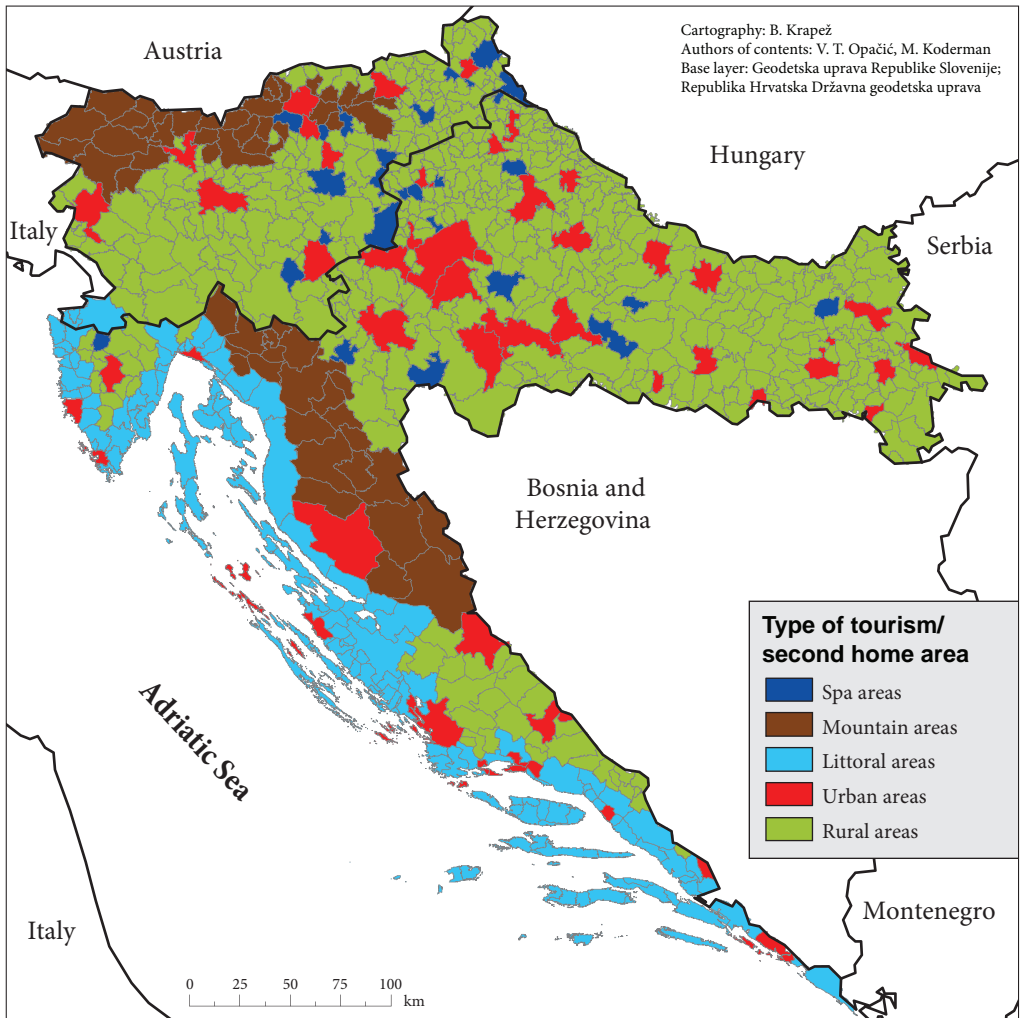 Cartography: B. Krapež
Authors of contents: V. T. Opačić, M. Koderman
Base layer: Geodetska uprava Republike Slovenije;
Republika Hrvatska Državna geodetska uprava
Austria
Hungary
Italy
Serbia
Bosnia and
Herzegovina
Type of tourism/
second home area
Spa areas
Mountain areas
Littoral areas
Urban areas
Rural areas
Adriatic Sea
Montenegro
Italy
0 25 50 75 100
km